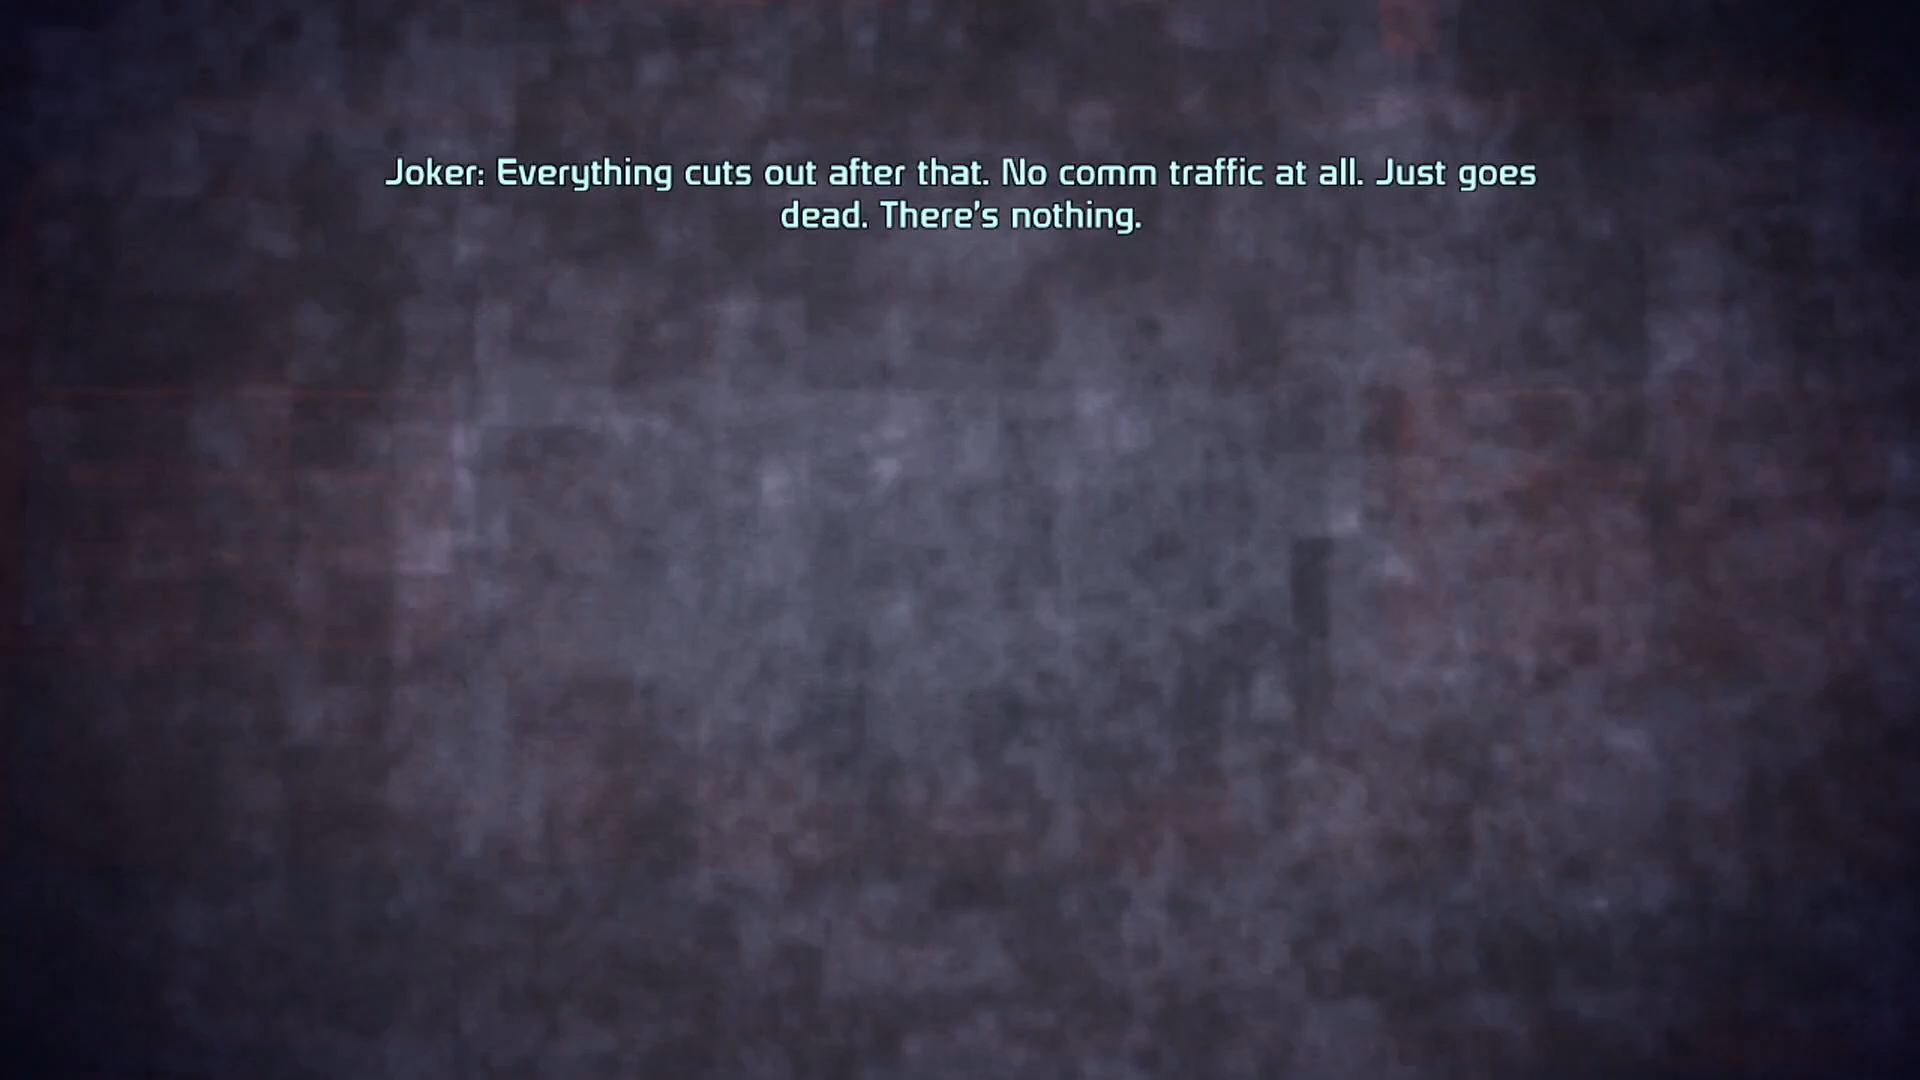 Joker: Everything cuts out after that. No comm traffic at all. Just goes
dead. There's nothing.